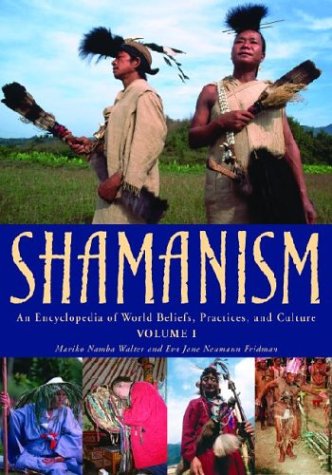 SHAMANISM
An Encyclopedia of World Beliefs, Practices, and Culture
VOLUME I
Mariko Namba Walter and Eva Jane Neumann Fridman